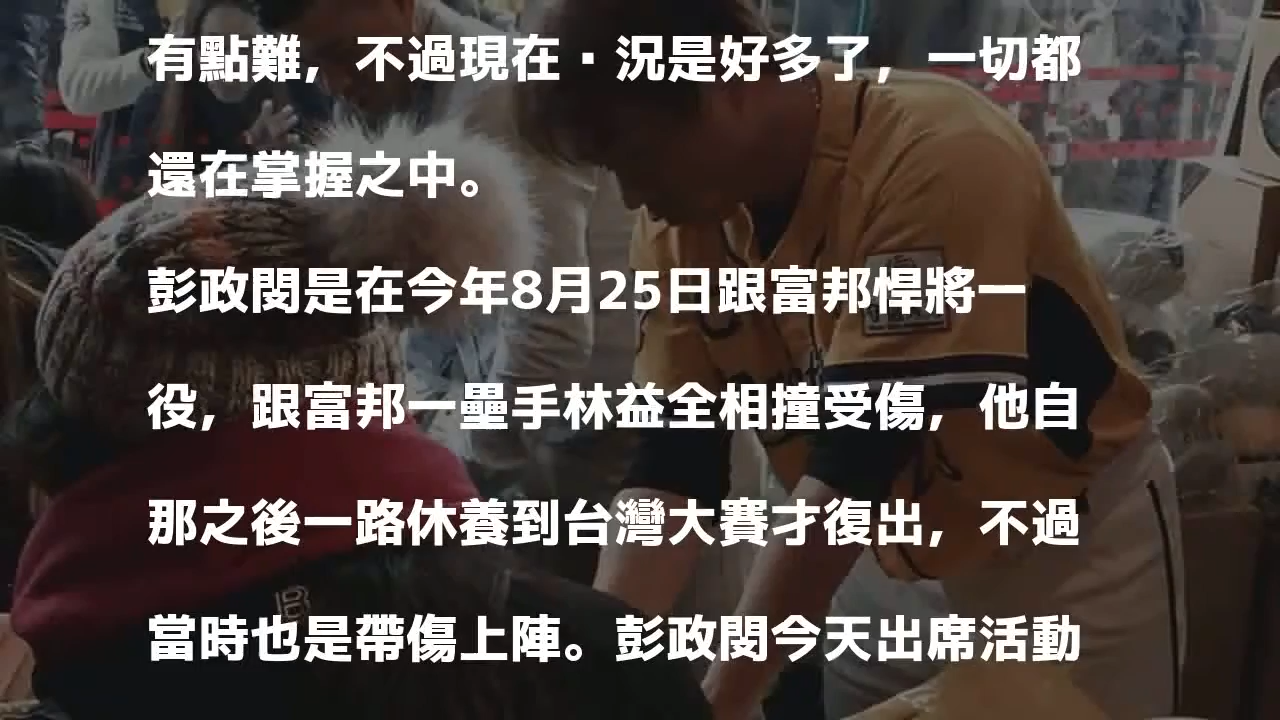 有點難，不過現在▪況是好多了，一切都
還在掌握之中。
彭政閔是在今年8月25日跟富邦悍將一
役，跟富邦一壘手林益全相撞受傷，他自
那之後一路休養到台灣大賽才復出，不過
當時也是帶傷上陣。彭政閔今天出席活動